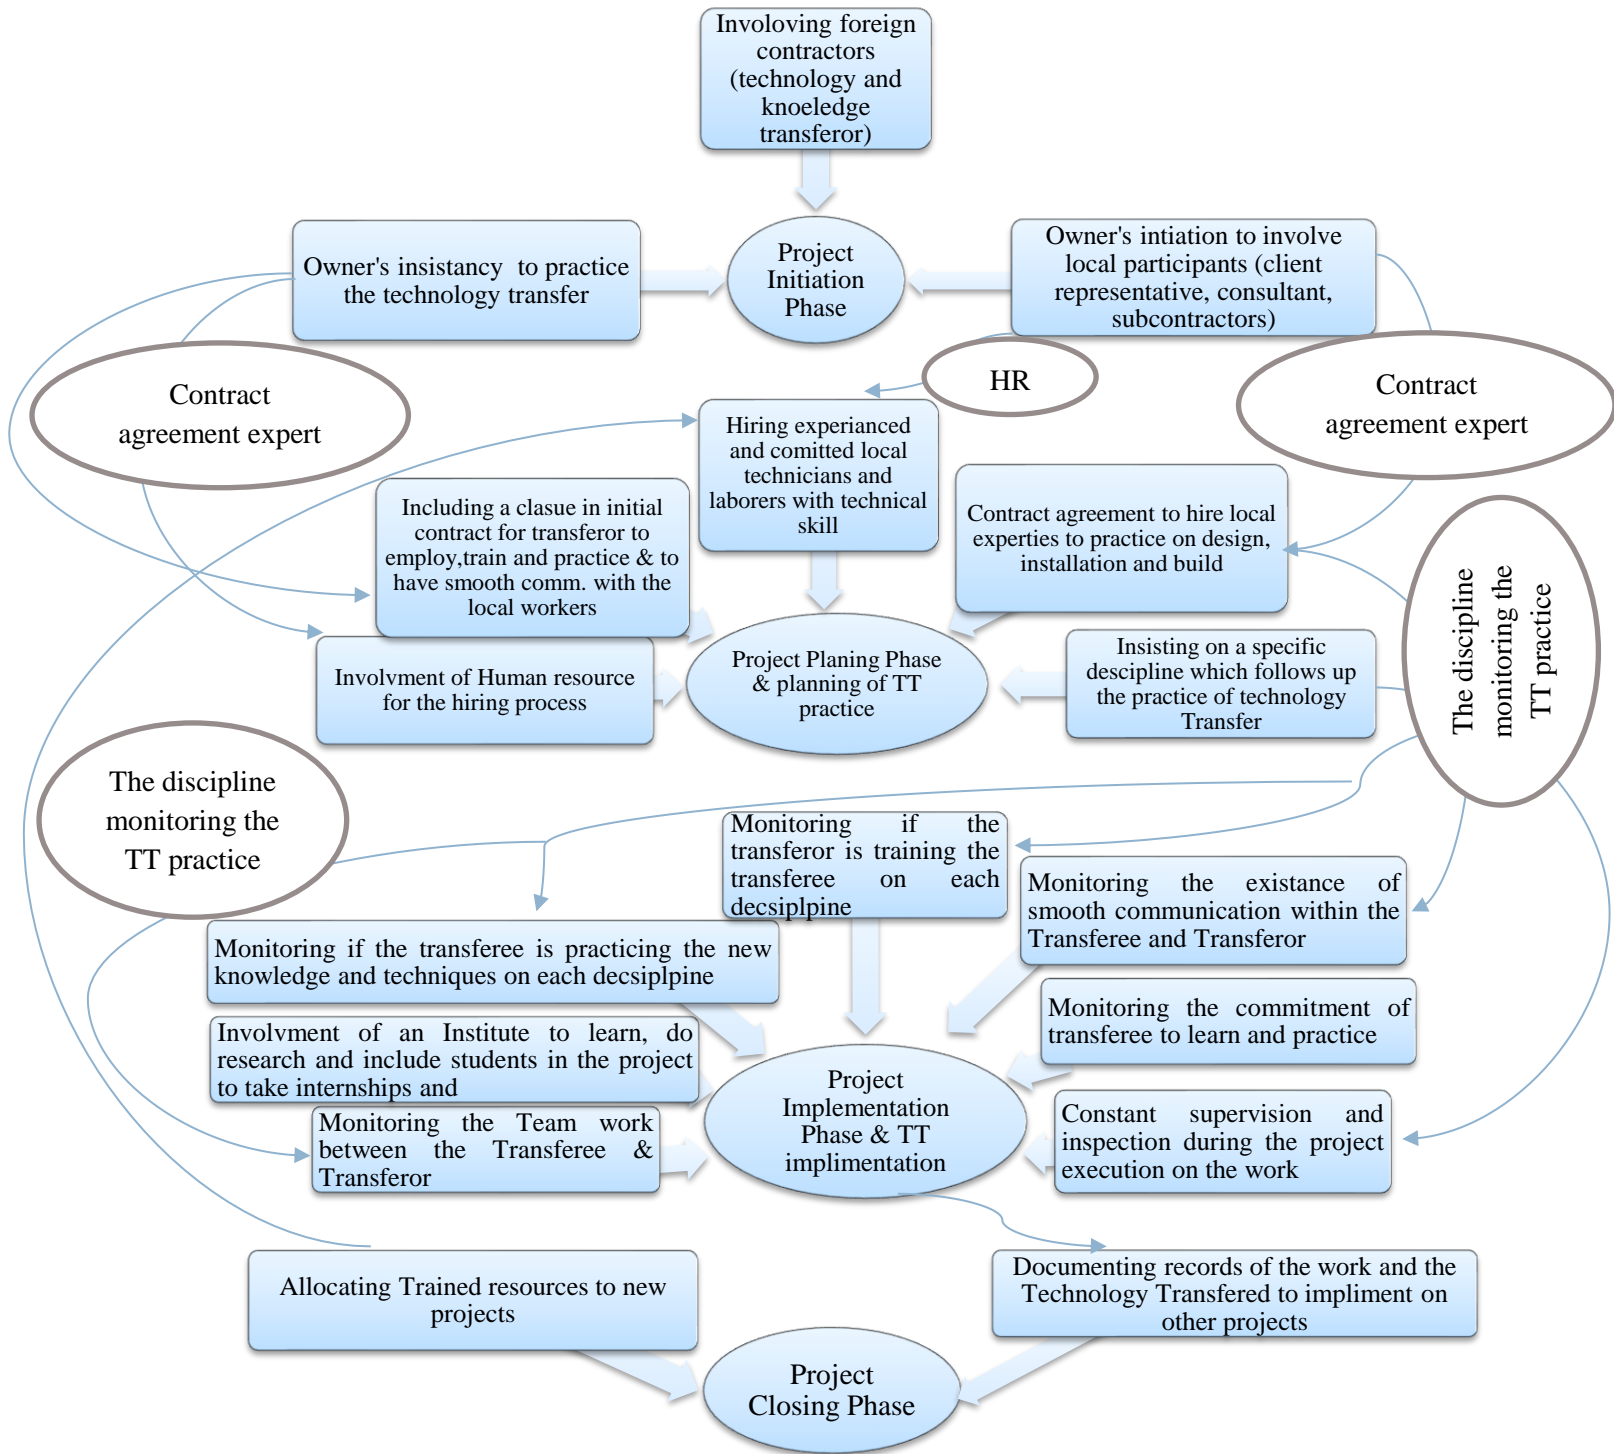 Involoving foreign
contractors
(technology and
knoeledge
transferor)
Owner's insistancy to practice
the technology transfer
Project
Initiation
Phase
Owner's intiation to involve
local participants (client
representative, consultant,
subcontractors)
Contract
agreement expert
HR
Contract
agreement expert
Hiring experianced
and comitted local
technicians and
laborers with technical
skill
Including a clasue in initial
contract for transferor to
employ,train and practice & to
have smooth comm. with the
local workers
Contract agreement to hire local
experties to practice on design,
installation and build
The discipline
monitoring the
TT practice
Involvment of Human resource
for the hiring process
Project Planing Phase
& planning of TT
practice
Insisting on a specific
descipline which follows up
the practice of technology
Transfer
The discipline
monitoring the
TT practice
Monitoring if the
transferor is training the
transferee on each
decsiplpine
Monitoring the existance of
smooth communication within the
Transferee and Transferor
Monitoring if the transferee is practicing the new
knowledge and techniques on each decsiplpine
Monitoring the commitment of
transferee to learn and practice
Involvment of an Institute to learn, do
research and include students in the project
to take internships and
Project
Implementation
Phase & TT
implimentation
Monitoring the Team work
between the Transferee &
Transferor
Constant supervision and
inspection during the project
execution on the work
Allocating Trained resources to new
projects
Documenting records of the work and the
Technology Transfered to impliment on
other projects
Project
Closing Phase